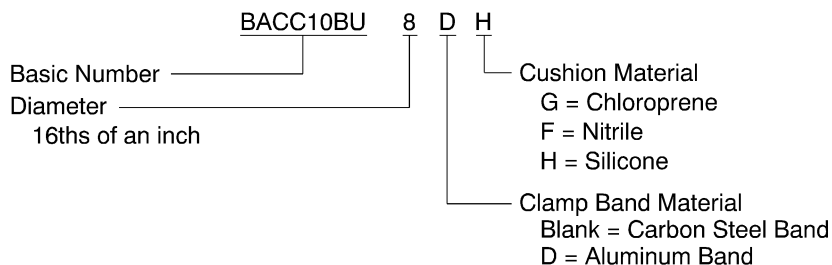 BACC10BU 8 D H
Basic Number
Diameter
16ths of an inch
Cushion Material
G = Chloroprene
F = Nitrile
H = Silicone
Clamp Band Material
Blank = Carbon Steel Band
D = Aluminum Band